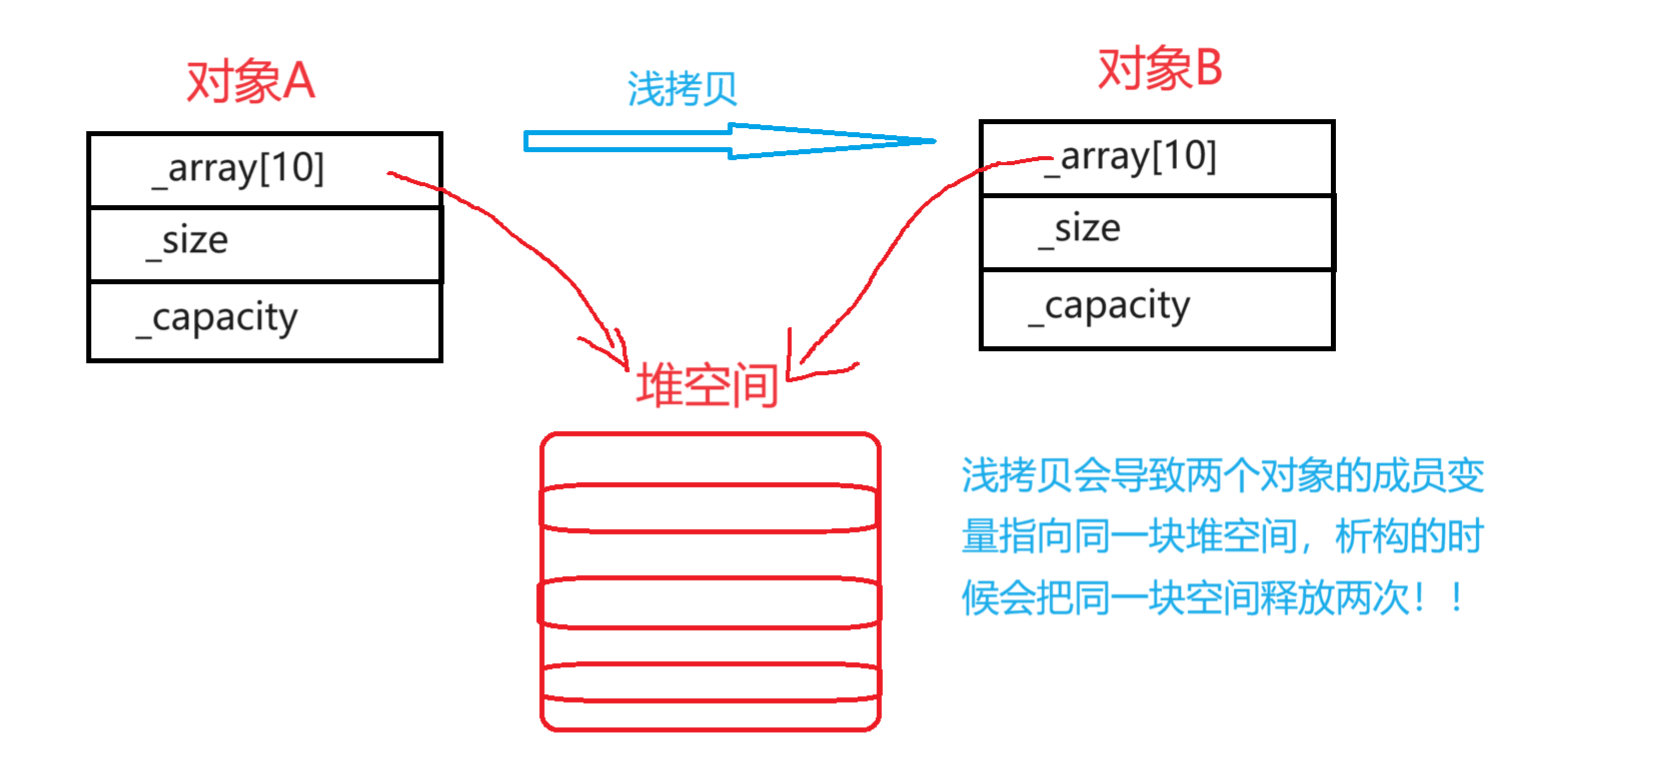 对象A
浅拷贝
对象B
_array[10]
_size
_capacity
_array[10]
_size
_capacity
堆空间
浅拷贝会导致两个对象的成员变
量指向同一块堆空间，析构的时
候会把同一块空间释放两次！！